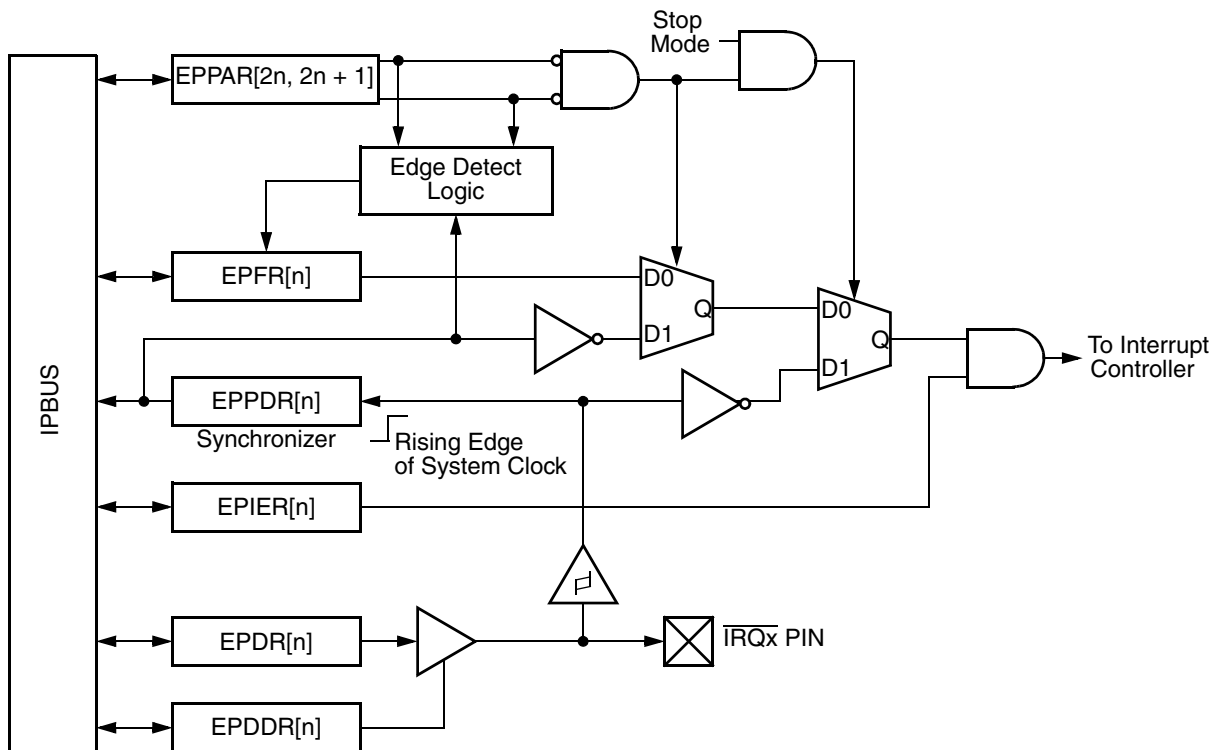 Stop
Mode
EPPAR[2n, 2n + 1]
Edge Detect
Logic
EPFR[n]
D0
Q
D1
D0
Q
D1
To Interrupt
Controller
IPBUS
EPPDR[n]
Synchronizer
Rising Edge
of System Clock
EPIER[n]
EPDR[n]
IRQx PIN
EPDDR[n]